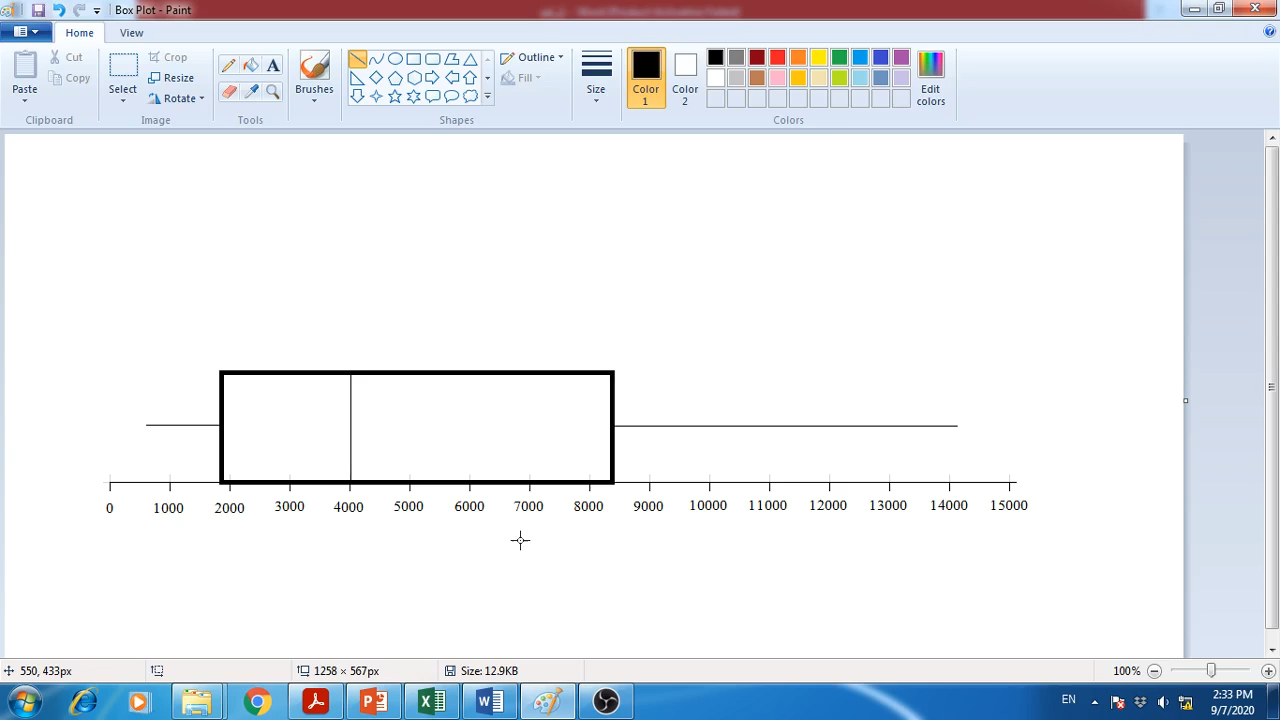 Box Plot - Paint
Home View
Paste
Cut
Copy
Clipboard
Select
Crop
Resize
Rotate
Image
A
Tools
Brushes
Outline
Fill
Shapes
Size
Color 1
Color 2
Edit colors
Colors
0 1000 2000 3000 4000 5000 6000 7000 8000 9000 10000 11000 12000 13000 14000 15000
550, 433px
1258 × 567px
Size: 12.9KB
100%
EN
2:33 PM
9/7/2020